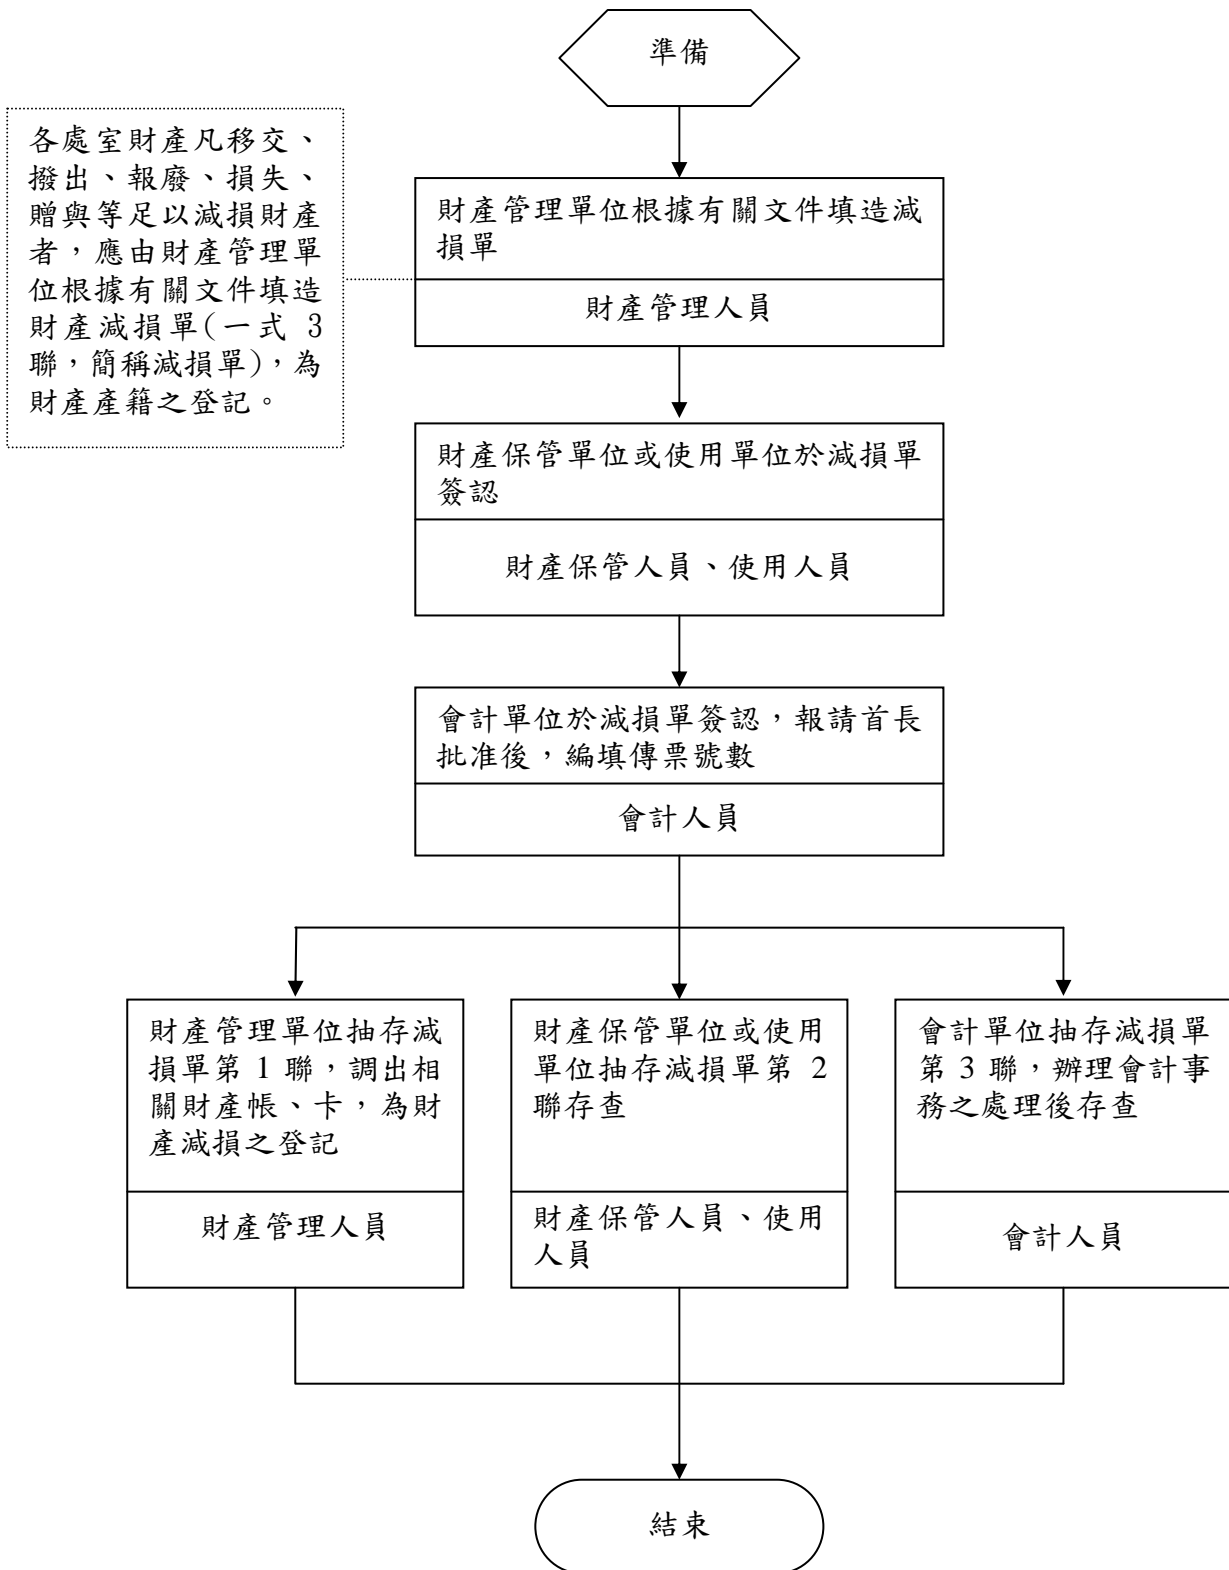 準備
各處室財產凡移交、
撥出、報廢、損失、
贈與等足以減損財產
者，應由財產管理單
位根據有關文件填造
財產減損單(一式 3
聯，簡稱減損單)，為
財產產籍之登記。
財產管理單位根據有關文件填造減
損單
財產管理人員
財產保管單位或使用單位於減損單
簽認
財產保管人員、使用人員
會計單位於減損單簽認，報請首長
批准後，編填傳票號數
會計人員
財產管理單位抽存減
損單第 1 聯，調出相
關財產帳、卡，為財
產減損之登記
財產管理人員
財產保管單位或使用
單位抽存減損單第 2
聯存查
財產保管人員、使用
人員
會計單位抽存減損單
第 3 聯，辦理會計事
務之處理後存查
會計人員
結束